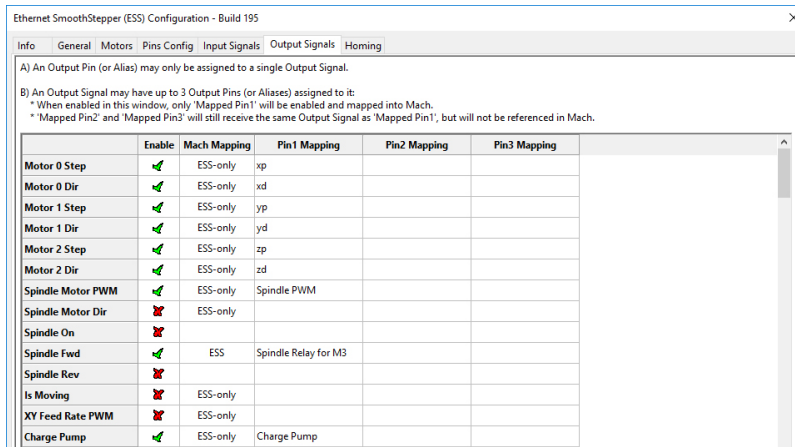 Ethernet SmoothStepper (ESS) Configuration - Build 195
Info General Motors Pins Config Input Signals Output Signals Homing
A) An Output Pin (or Alias) may only be assigned to a single Output Signal.
B) An Output Signal may have up to 3 Output Pins (or Aliases) assigned to it:
* When enabled in this window, only 'Mapped Pin1' will be enabled and mapped into Mach.
* 'Mapped Pin2' and 'Mapped Pin3' will still receive the same Output Signal as 'Mapped Pin1', but will not be referenced in Mach.
Enable Mach Mapping Pin1 Mapping Pin2 Mapping Pin3 Mapping
Motor 0 Step ESS-only xp
Motor 0 Dir ESS-only xd
Motor 1 Step ESS-only yp
Motor 1 Dir ESS-only yd
Motor 2 Step ESS-only zp
Motor 2 Dir ESS-only zd
Spindle Motor PWM ESS-only Spindle PWM
Spindle Motor Dir ESS-only
Spindle On
Spindle Fwd ESS Spindle Relay for M3
Spindle Rev
Is Moving ESS-only
XY Feed Rate PWM ESS-only
Charge Pump ESS-only Charge Pump